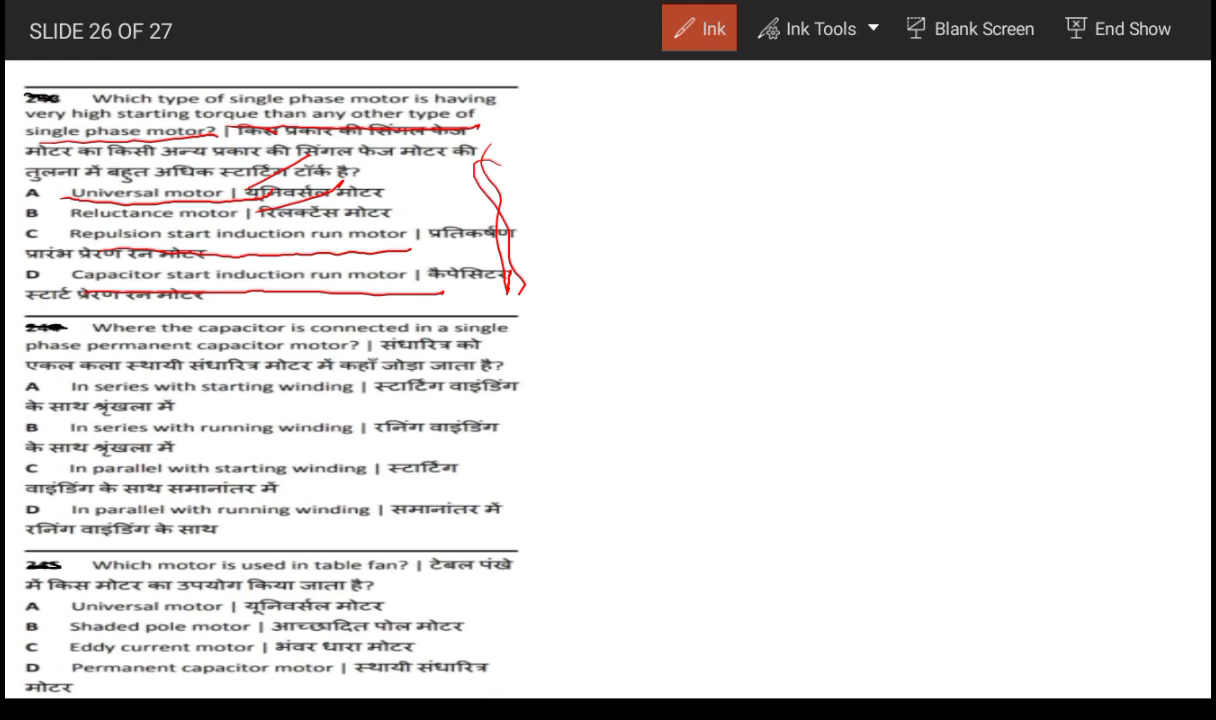 SLIDE 26 OF 27
Ink
Ink Tools
Blank Screen
End Show
Which type of single phase motor is having
very high starting torque than any other type of
single phase motor? | किस प्रकार की सिंगल फेज
मोटर का किसी अन्य प्रकार की सिंगल फेज मोटर की
तुलना में बहुत अधिक स्टार्टिंग टॉर्क है?
A Universal motor | यूनिवर्सल मोटर
B Reluctance motor | रिलक्टेंस मोटर
C Repulsion start induction run motor | प्रतिकर्षण
प्रारंभ प्रेरण रन मोटर
D Capacitor start induction run motor | कैपेसिटर
स्टार्ट प्रेरण रन मोटर
Where the capacitor is connected in a single
phase permanent capacitor motor? | संधारित्र को
एकल कला स्थायी संधारित्र मोटर में कहाँ जोड़ा जाता है?
A In series with starting winding | स्टार्टिंग वाइंडिंग
के साथ श्रृंखला में
B In series with running winding | रनिंग वाइंडिंग
के साथ श्रृंखला में
C In parallel with starting winding | स्टार्टिंग
वाइंडिंग के साथ समानांतर में
D In parallel with running winding | समानांतर में
रनिंग वाइंडिंग के साथ
Which motor is used in table fan? | टेबल पंखे
में किस मोटर का उपयोग किया जाता है?
A Universal motor | यूनिवर्सल मोटर
B Shaded pole motor | आच्छादित पोल मोटर
C Eddy current motor | भंवर धारा मोटर
D Permanent capacitor motor | स्थायी संधारित्र
मोटर